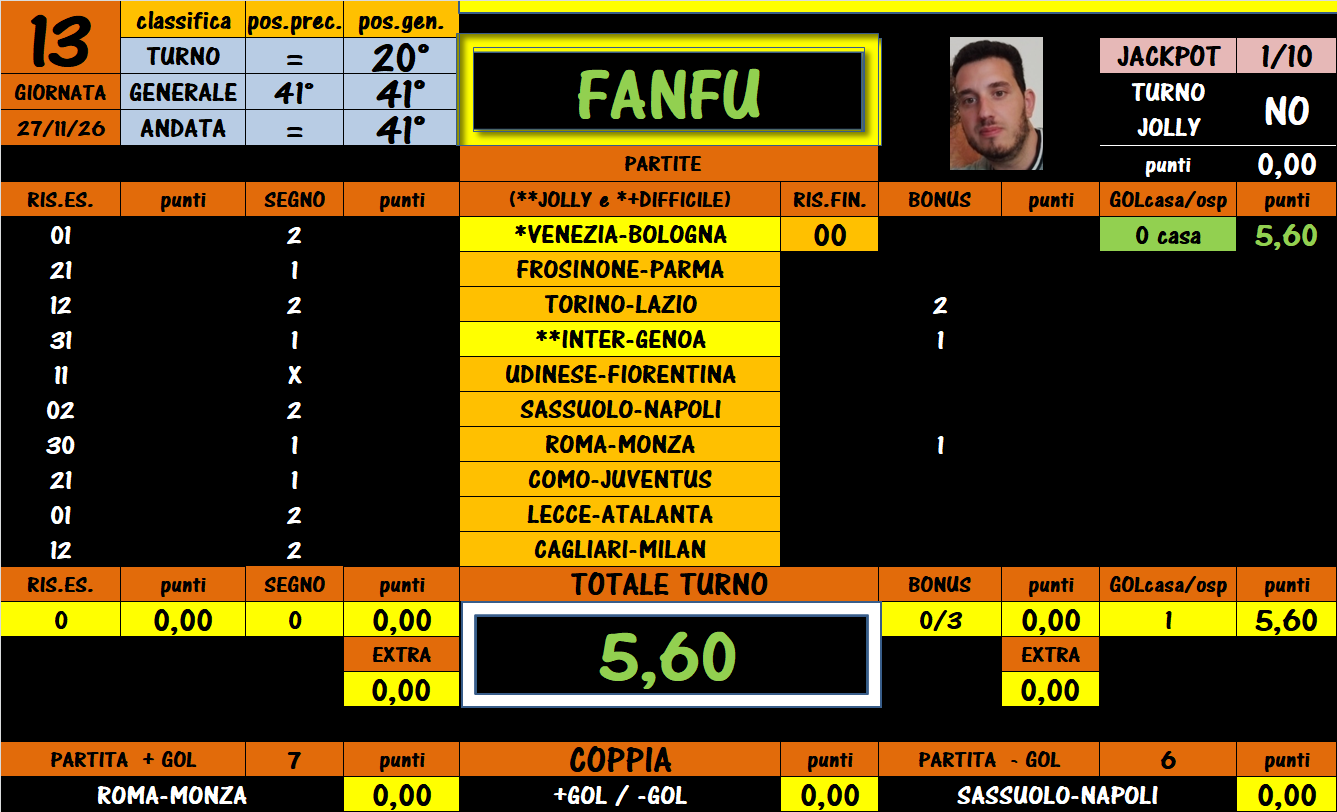 13 classifica pos.prec. pos.gen.
TURNO = 20° FANFU JACKPOT 1/10
GIORNATA GENERALE 41° 41° TURNO NO
27/11/26 ANDATA = 41° JOLLY
PARTITE punti 0,00
RIS.ES. punti SEGNO punti (**JOLLY e *+DIFFICILE) RIS.FIN. BONUS punti GOLcasa/osp punti
01 2 *VENEZIA-BOLOGNA 00 0 casa 5,60
21 1 FROSINONE-PARMA
12 2 TORINO-LAZIO 2
31 1 **INTER-GENOA 1
11 X UDINESE-FIORENTINA
02 2 SASSUOLO-NAPOLI
30 1 ROMA-MONZA 1
21 1 COMO-JUVENTUS
01 2 LECCE-ATALANTA
12 2 CAGLIARI-MILAN
RIS.ES. punti SEGNO punti TOTALE TURNO BONUS punti GOLcasa/osp punti
0 0,00 0 0,00 5,60 0/3 0,00 1 5,60
EXTRA EXTRA
0,00 0,00
PARTITA + GOL 7 punti COPPIA punti PARTITA - GOL 6 punti
ROMA-MONZA 0,00 +GOL / -GOL 0,00 SASSUOLO-NAPOLI 0,00